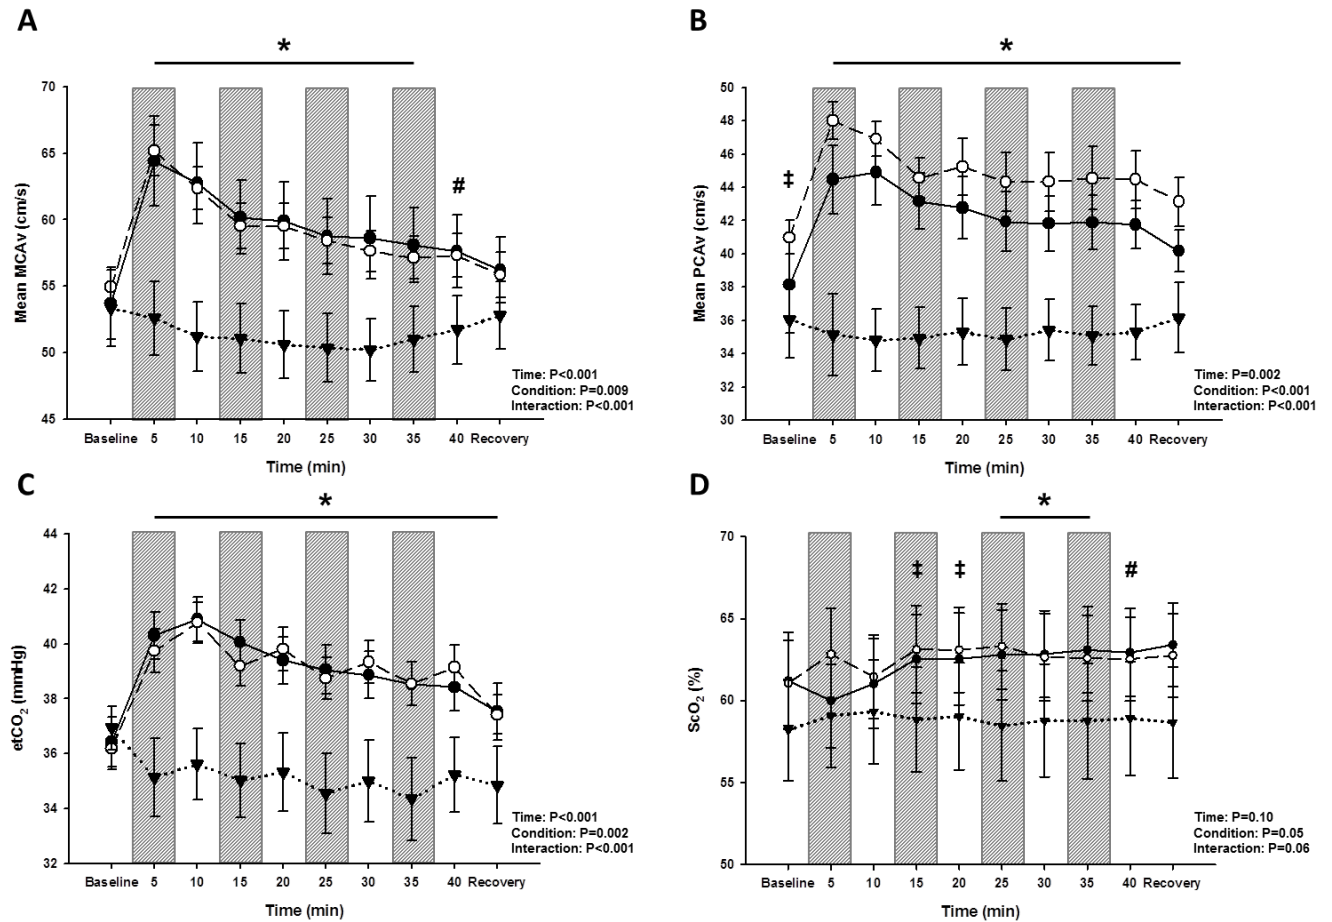 A
*
70
65
60
55
50
45
Mean MCAv (cm/s)
#
Time: P<0.001
Condition: P=0.009
Interaction: P<0.001
Baseline 5 10 15 20 25 30 35 40 Recovery
Time (min)
B
*
50
48
46
44
42
40
38
36
34
32
30
Mean PCAv (cm/s)
‡
Time: P=0.002
Condition: P<0.001
Interaction: P<0.001
Baseline 5 10 15 20 25 30 35 40 Recovery
Time (min)
C
*
44
42
40
38
36
34
32
etCO₂ (mmHg)
Time: P<0.001
Condition: P=0.002
Interaction: P<0.001
Baseline 5 10 15 20 25 30 35 40 Recovery
Time (min)
D
*
70
65
60
55
50
ScO₂ (%)
‡ ‡ #
Time: P=0.10
Condition: P=0.05
Interaction: P=0.06
Baseline 5 10 15 20 25 30 35 40 Recovery
Time (min)